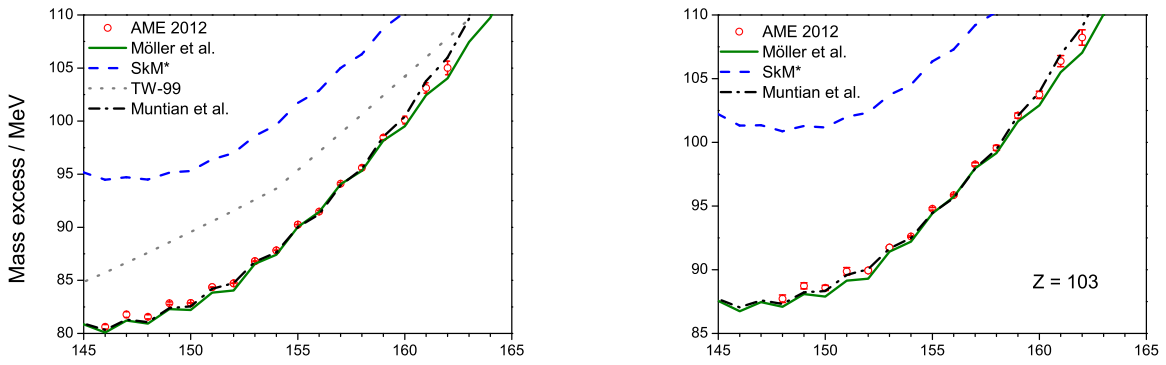 Mass excess / MeV
110
105
100
95
90
85
80
145
150
155
160
165
AME 2012
Möller et al.
SkM*
TW-99
Muntian et al.
110
105
100
95
90
85
145
150
155
160
165
AME 2012
Möller et al.
SkM*
Muntian et al.
Z = 103